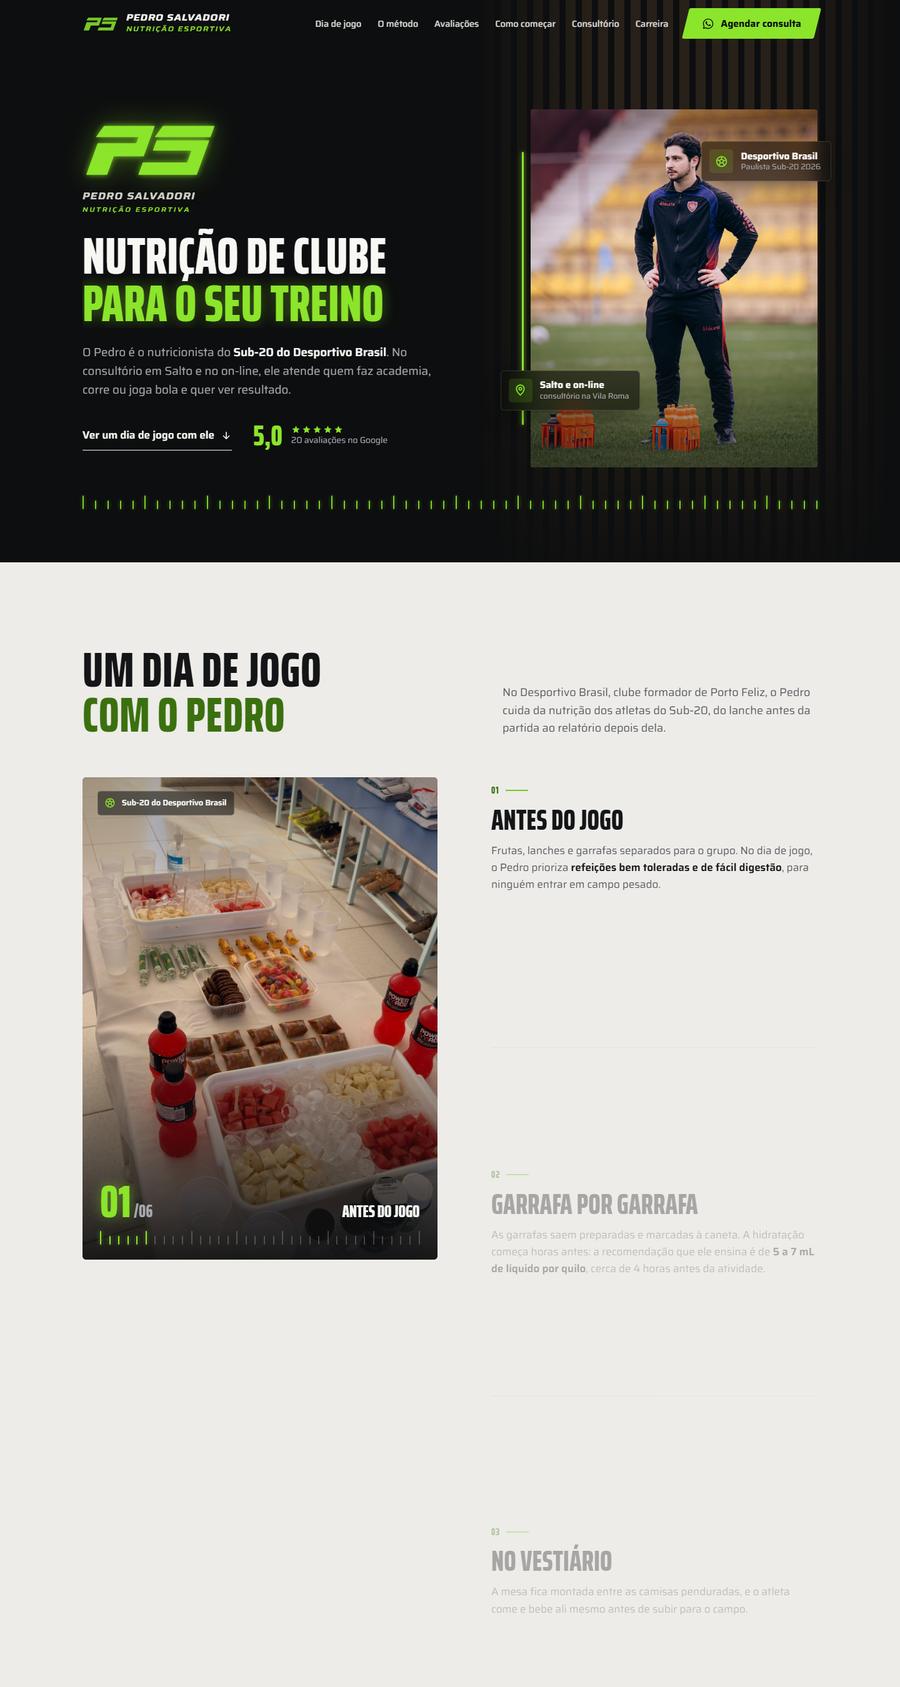 PEDRO SALVADORI
NUTRIÇÃO ESPORTIVA
Dia de jogo
O método
Avaliações
Como começar
Consultório
Carreira
Agendar consulta
PS
PEDRO SALVADORI
NUTRIÇÃO ESPORTIVA
NUTRIÇÃO DE CLUBE
PARA O SEU TREINO
O Pedro é o nutricionista do Sub-20 do Desportivo Brasil. No
consultório em Salto e no on-line, ele atende quem faz academia,
corre ou joga bola e quer ver resultado.
Ver um dia de jogo com ele
5,0
20 avaliações no Google
Desportivo Brasil
Paulista Sub-20 2026
Salto e on-line
consultório na Vila Roma
UM DIA DE JOGO
COM O PEDRO
No Desportivo Brasil, clube formador de Porto Feliz, o Pedro
cuida da nutrição dos atletas do Sub-20, do lanche antes da
partida ao relatório depois dela.
Sub-20 do Desportivo Brasil
01/06
ANTES DO JOGO
01
ANTES DO JOGO
Frutas, lanches e garrafas separados para o grupo. No dia de jogo,
o Pedro prioriza refeições bem toleradas e de fácil digestão, para
ninguém entrar em campo pesado.
02
GARRAFA POR GARRAFA
As garrafas saem preparadas e marcadas à caneta. A hidratação
começa horas antes: a recomendação que ele ensina é de 5 a 7 mL
de líquido por quilo, cerca de 4 horas antes da atividade.
03
NO VESTIÁRIO
A mesa fica montada entre as camisas penduradas, e o atleta
come e bebe ali mesmo antes de subir para o campo.